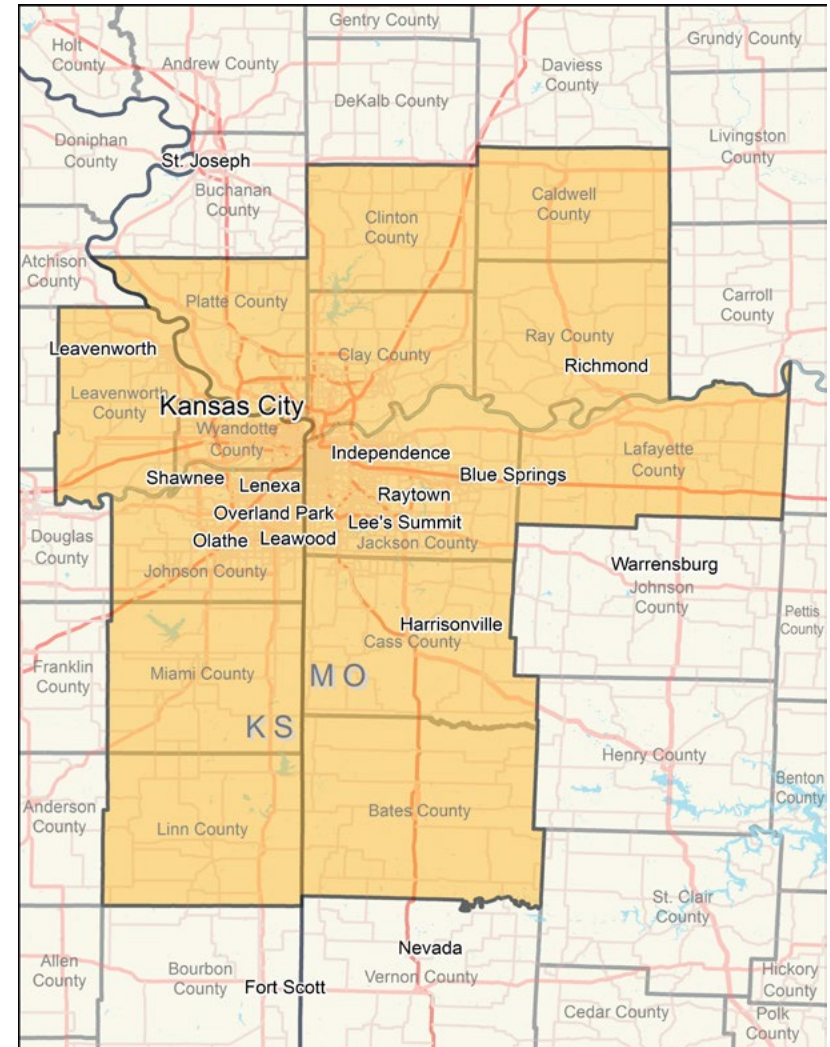 Gentry County
Holt
County
Andrew County
DeKalb County
Daviess
County
Grundy County
Doniphan
County
St. Joseph
Buchanan
County
Livingston
County
Clinton
County
Caldwell
County
Atchison
County
Platte County
Carroll
County
Leavenworth
Clay County
Ray County
Richmond
Leavenworth
County
Kansas City
Wyandotte
County
Independence
Lafayette
County
Shawnee
Lenexa
Blue Springs
Raytown
Overland Park
Lee's Summit
Olathe
Leawood
Jackson County
Douglas
County
Johnson County
Warrensburg
Johnson
County
Pettis
County
Harrisonville
Cass County
Franklin
County
Miami County
MO
KS
Henry County
Benton
County
Anderson
County
Linn County
Bates County
St. Clair
County
Nevada
Allen
County
Bourbon
County
Fort Scott
Vernon County
Hickory
County
Cedar County
Polk
County